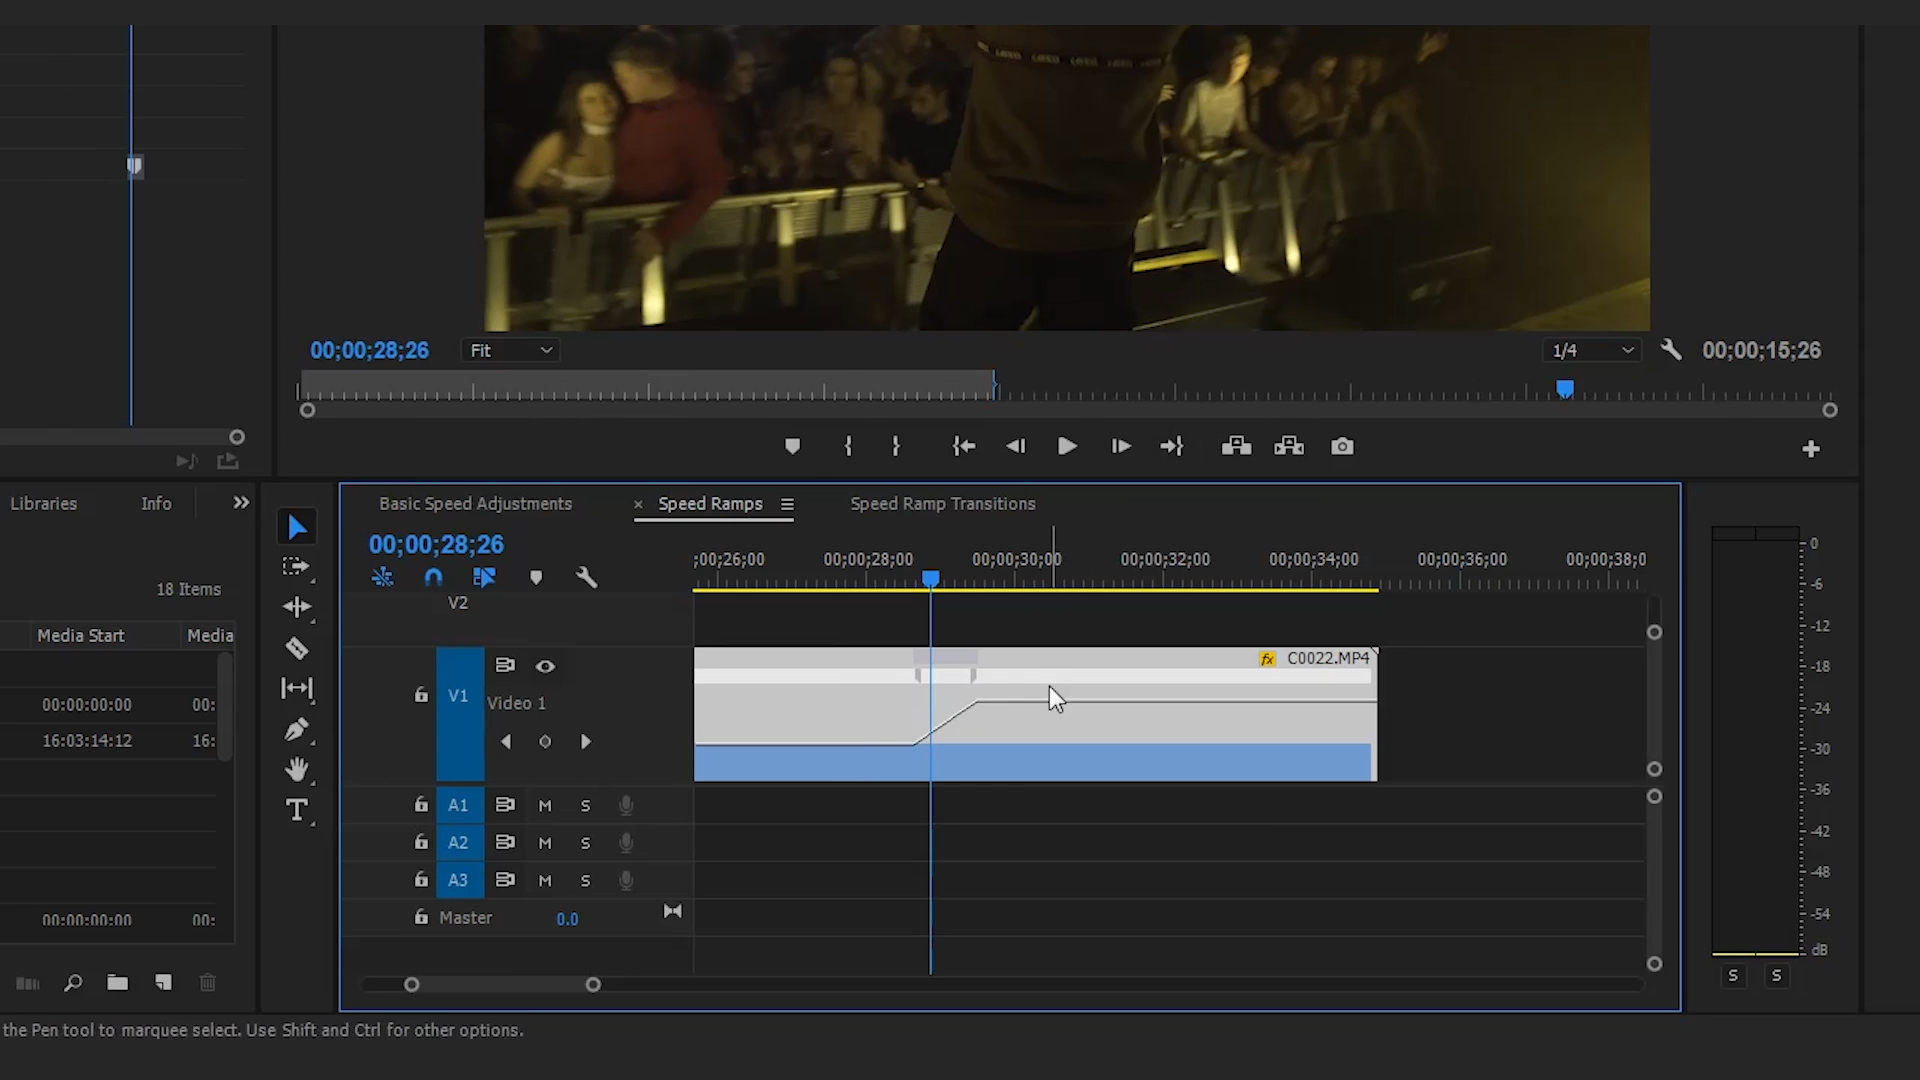 00;00;28;26
Fit
1/4
00;00;15;26
Libraries
Info
18 Items
Media Start
Media
00:00:00:00
00:
16:03:14:12
16:
00:00:00:00
00:
Basic Speed Adjustments
× Speed Ramps
Speed Ramp Transitions
00;00;28;26
;00;26;00
00;00;28;00
00;00;30;00
00;00;32;00
00;00;34;00
00;00;36;00
00;00;38;0
V2
V1
Video 1
fx C0022.MP4
A1 M S
A2 M S
A3 M S
Master 0.0
T
0
-6
-12
-18
-24
-30
-36
-42
-48
-54
dB
S S
the Pen tool to marquee select. Use Shift and Ctrl for other options.